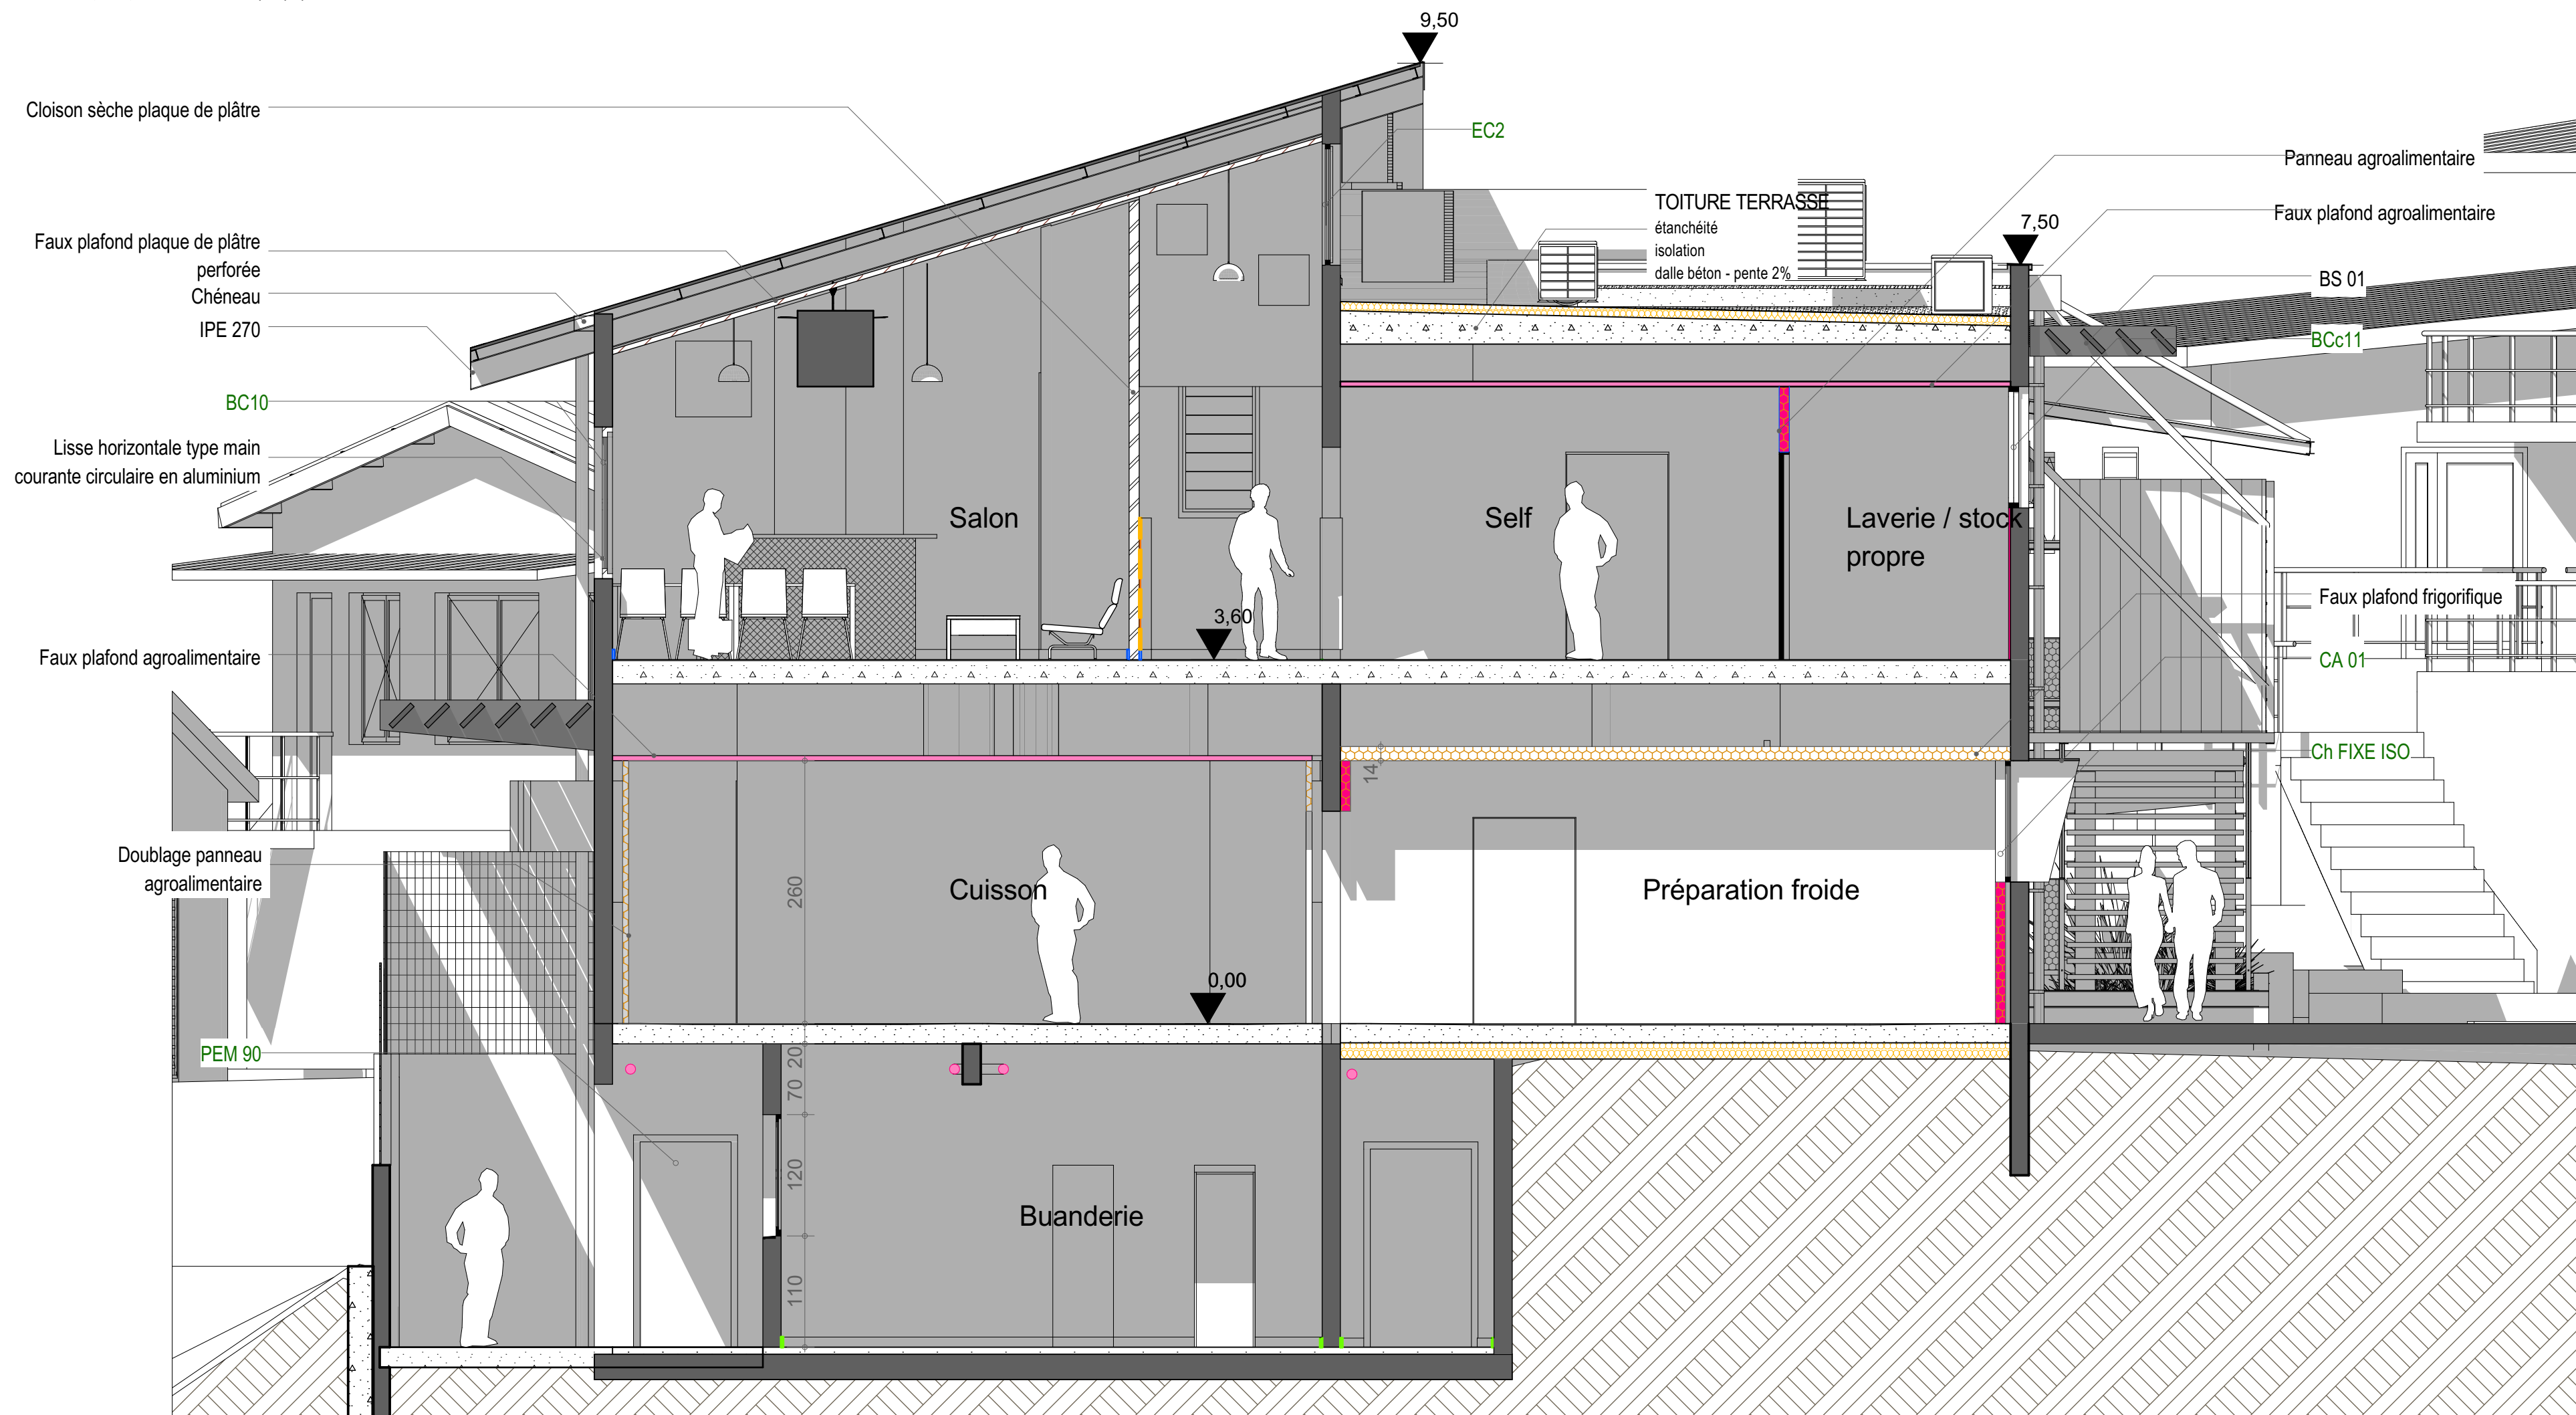 9,50
Cloison sèche plaque de plâtre
EC2
Panneau agroalimentaire
TOITURE TERRASSE
étanchéité
isolation
dalle béton - pente 2%
Faux plafond agroalimentaire
7,50
Faux plafond plaque de plâtre
perforée
Chéneau
IPE 270
BS 01
BCc11
BC10
Lisse horizontale type main
courante circulaire en aluminium
Salon
Self
Laverie / stock
propre
3,60
Faux plafond frigorifique
Faux plafond agroalimentaire
CA 01
Ch FIXE ISO
14
Doublage panneau
agroalimentaire
260
Cuisson
Préparation froide
0,00
PEM 90
20
70
120
Buanderie
110